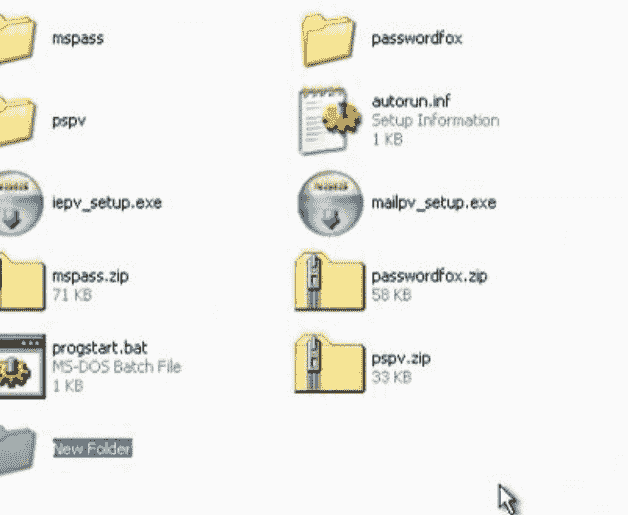 mspass
passwordfox
pspv
autorun.inf
Setup Information
1 KB
iepv_setup.exe
mailpv_setup.exe
mspass.zip
71 KB
passwordfox.zip
58 KB
progstart.bat
MS-DOS Batch File
1 KB
pspv.zip
33 KB
New Folder